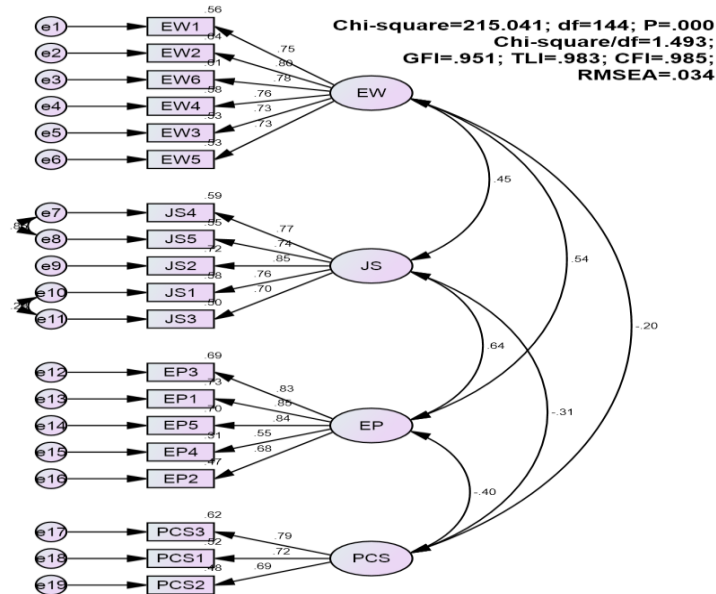 Chi-square=215.041; df=144; P=.000
Chi-square/df=1.493;
GFI=.951; TLI=.983; CFI=.985;
RMSEA=.034
.56
e1 EW1 .75
.64
e2 EW2 .80
.61
e3 EW6 .78
.58
e4 EW4 .76
.53
e5 EW3 .73
.53
e6 EW5 .73
EW
.45
.54
-.20
.59
e7 JS4 .77
.55
e8 JS5 .74
.72
e9 JS2 .85
.58
e10 JS1 .76
.50
e11 JS3 .70
JS
.64
-.31
.69
e12 EP3 .83
.73
e13 EP1 .85
.70
e14 EP5 .84
.31
e15 EP4 .55
.47
e16 EP2 .68
EP
-.40
.62
e17 PCS3 .79
.52
e18 PCS1 .72
.48
e19 PCS2 .69
PCS